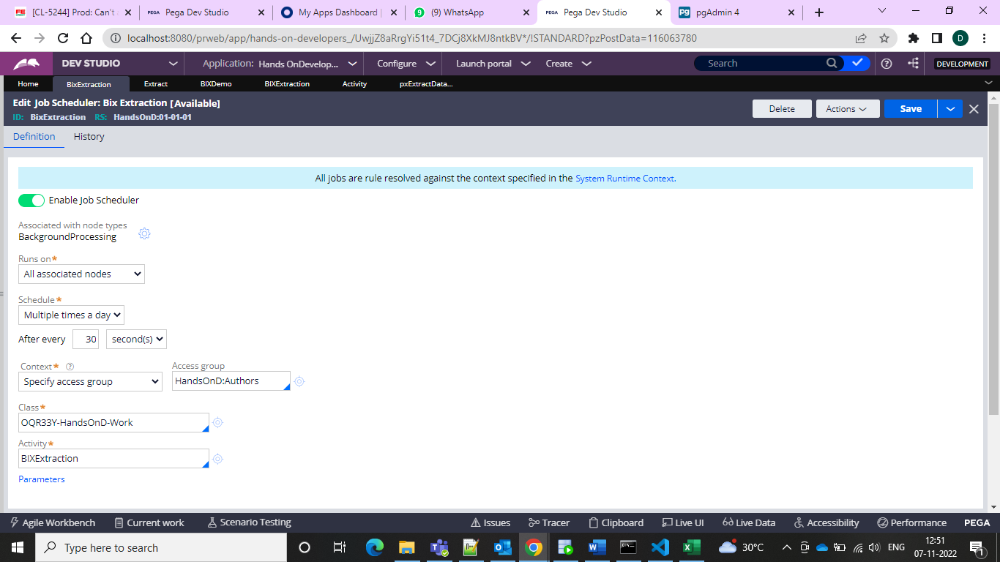 [CL-5244] Prod: Can't
Pega Dev Studio
My Apps Dashboard |
(9) WhatsApp
Pega Dev Studio
pgAdmin 4
localhost:8080/prweb/app/hands-on-developers_/UwjjZ8aRrgYi51t4_7DCj8XkMJ8ntkBV*/!STANDARD?pzPostData=116063780
DEV STUDIO
Application: Hands OnDevelop...
Configure
Launch portal
Create
Search
DEVELOPMENT
Home
BixExtraction
Extract
BIXDemo
BIXExtraction
Activity
pxExtractData...
Edit Job Scheduler: Bix Extraction [Available]
ID: BixExtraction RS: HandsOnD:01-01-01
Delete
Actions
Save
Definition
History
All jobs are rule resolved against the context specified in the System Runtime Context.
Enable Job Scheduler
Associated with node types
BackgroundProcessing
Runs on*
All associated nodes
Schedule*
Multiple times a day
After every 30 second(s)
Context* ?
Access group
Specify access group
HandsOnD:Authors
Class*
OQR33Y-HandsOnD-Work
Activity*
BIXExtraction
Parameters
Agile Workbench
Current work
Scenario Testing
Issues
Tracer
Clipboard
Live UI
Live Data
Accessibility
Performance
PEGA
Type here to search
30°C
ENG
12:51
07-11-2022
1